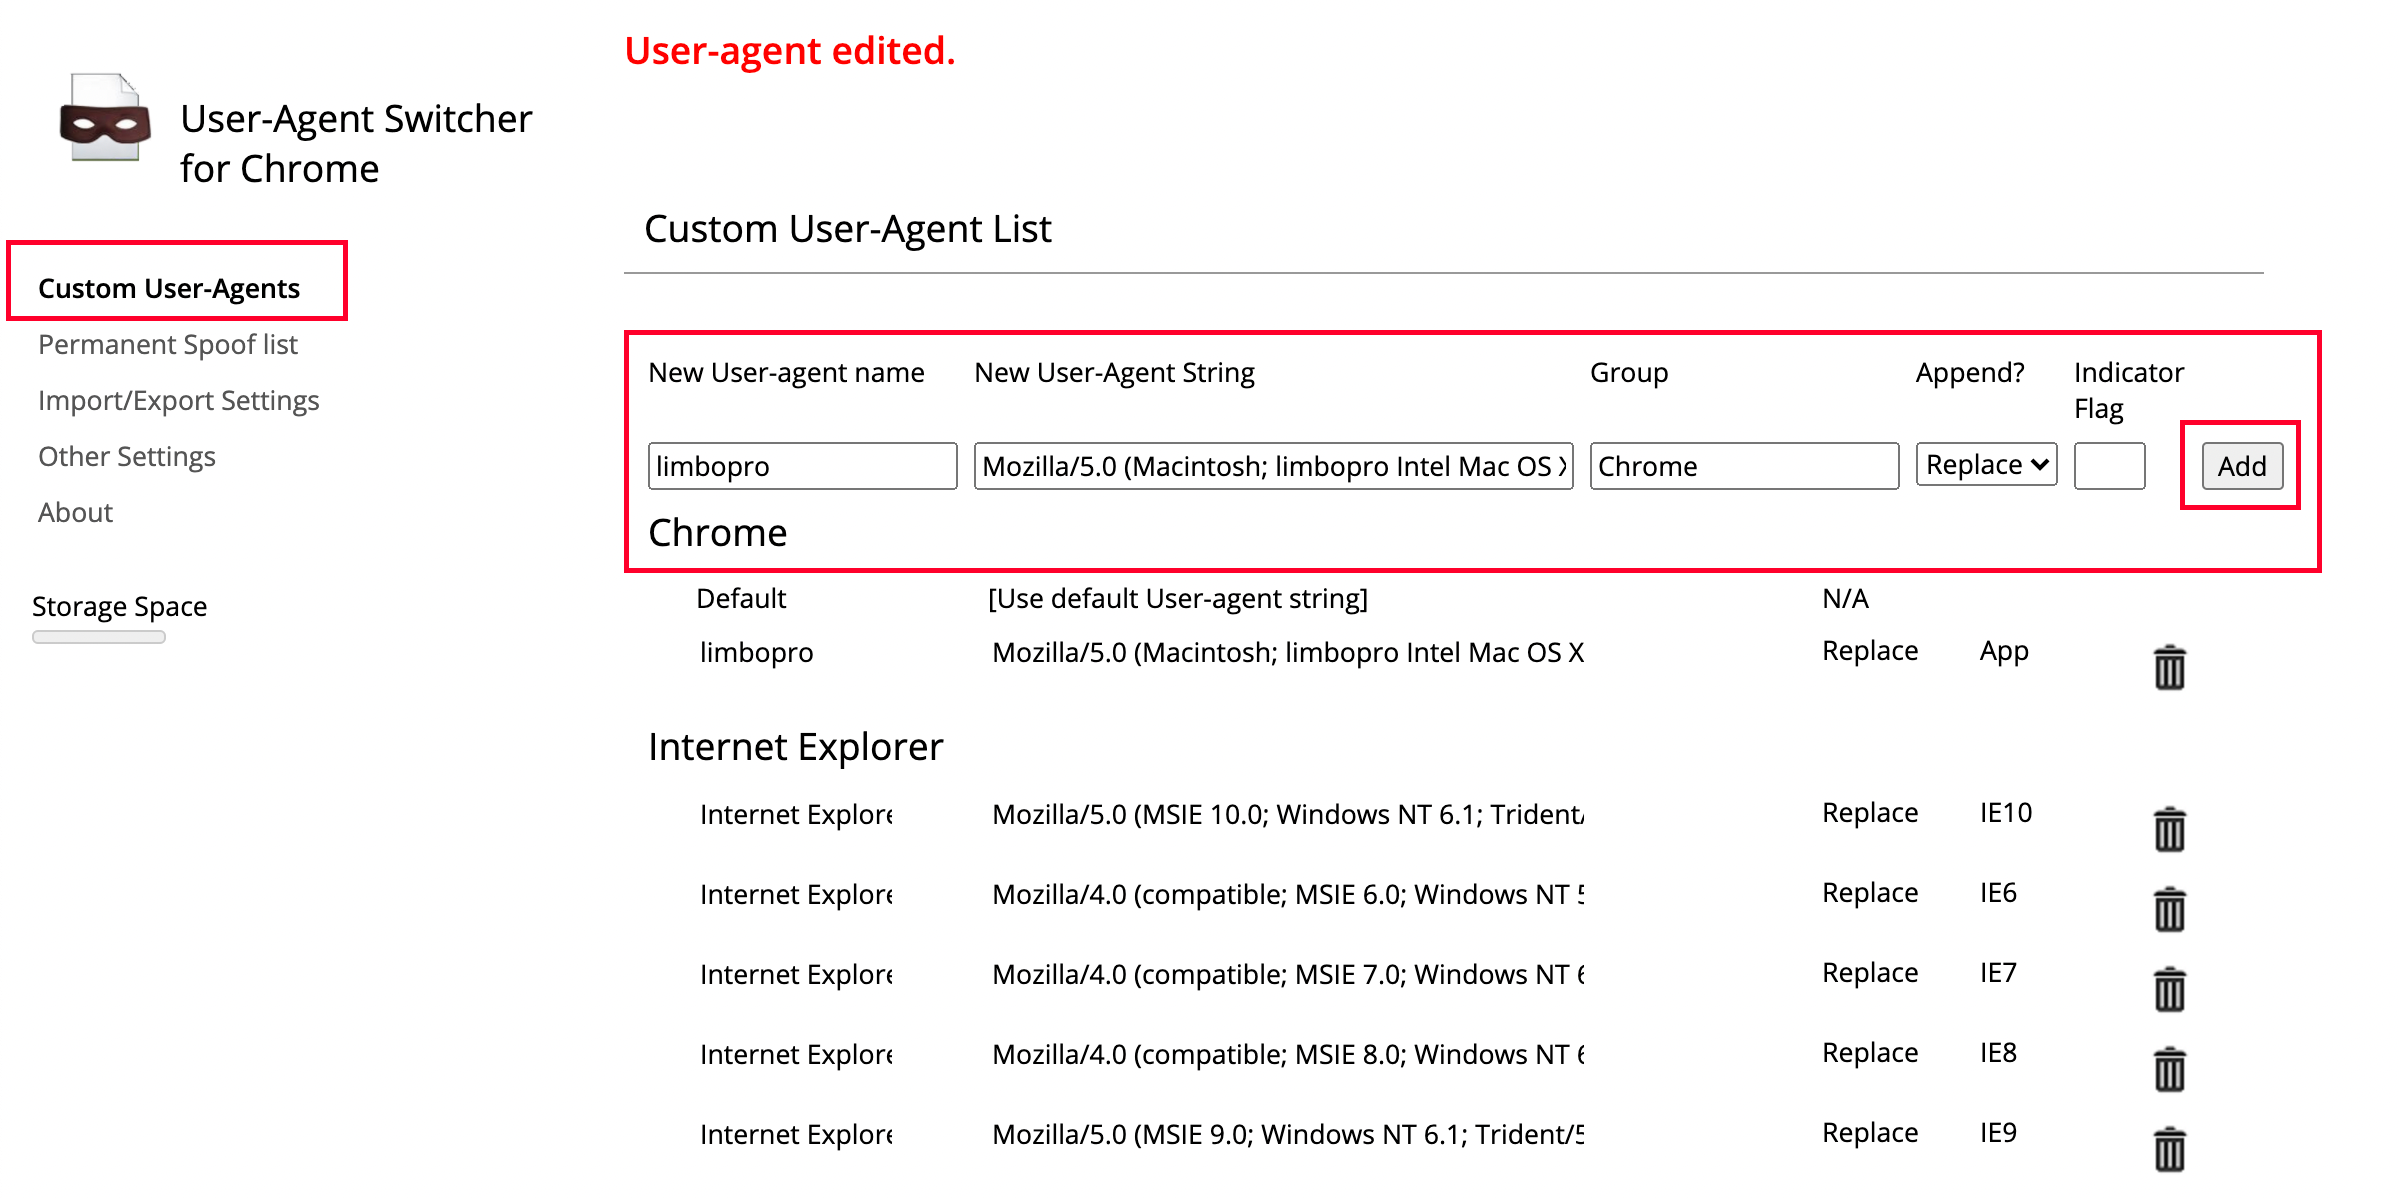 User-agent edited.
User-Agent Switcher
for Chrome
Custom User-Agents
Permanent Spoof list
Import/Export Settings
Other Settings
About
Storage Space
Custom User-Agent List
New User-agent name New User-Agent String Group Append? Indicator
Flag
limbopro Mozilla/5.0 (Macintosh; limbopro Intel Mac OS X Chrome Replace Add
Chrome
Default [Use default User-agent string] N/A
limbopro Mozilla/5.0 (Macintosh; limbopro Intel Mac OS X Replace App
Internet Explorer
Internet Explore Mozilla/5.0 (MSIE 10.0; Windows NT 6.1; Trident/ Replace IE10
Internet Explore Mozilla/4.0 (compatible; MSIE 6.0; Windows NT 5 Replace IE6
Internet Explore Mozilla/4.0 (compatible; MSIE 7.0; Windows NT 6 Replace IE7
Internet Explore Mozilla/4.0 (compatible; MSIE 8.0; Windows NT 6 Replace IE8
Internet Explore Mozilla/5.0 (MSIE 9.0; Windows NT 6.1; Trident/5 Replace IE9